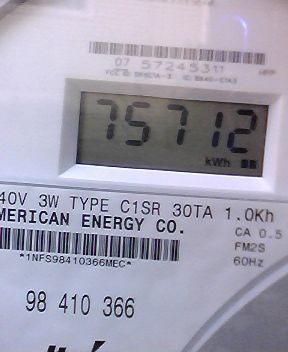 07 57245311
75712
kWh
40V 3W TYPE C1SR 30TA 1.0Kh
MERICAN ENERGY CO.
CA 0.5
FM2S
*1NFS98410366MEC*
60Hz
98 410 366